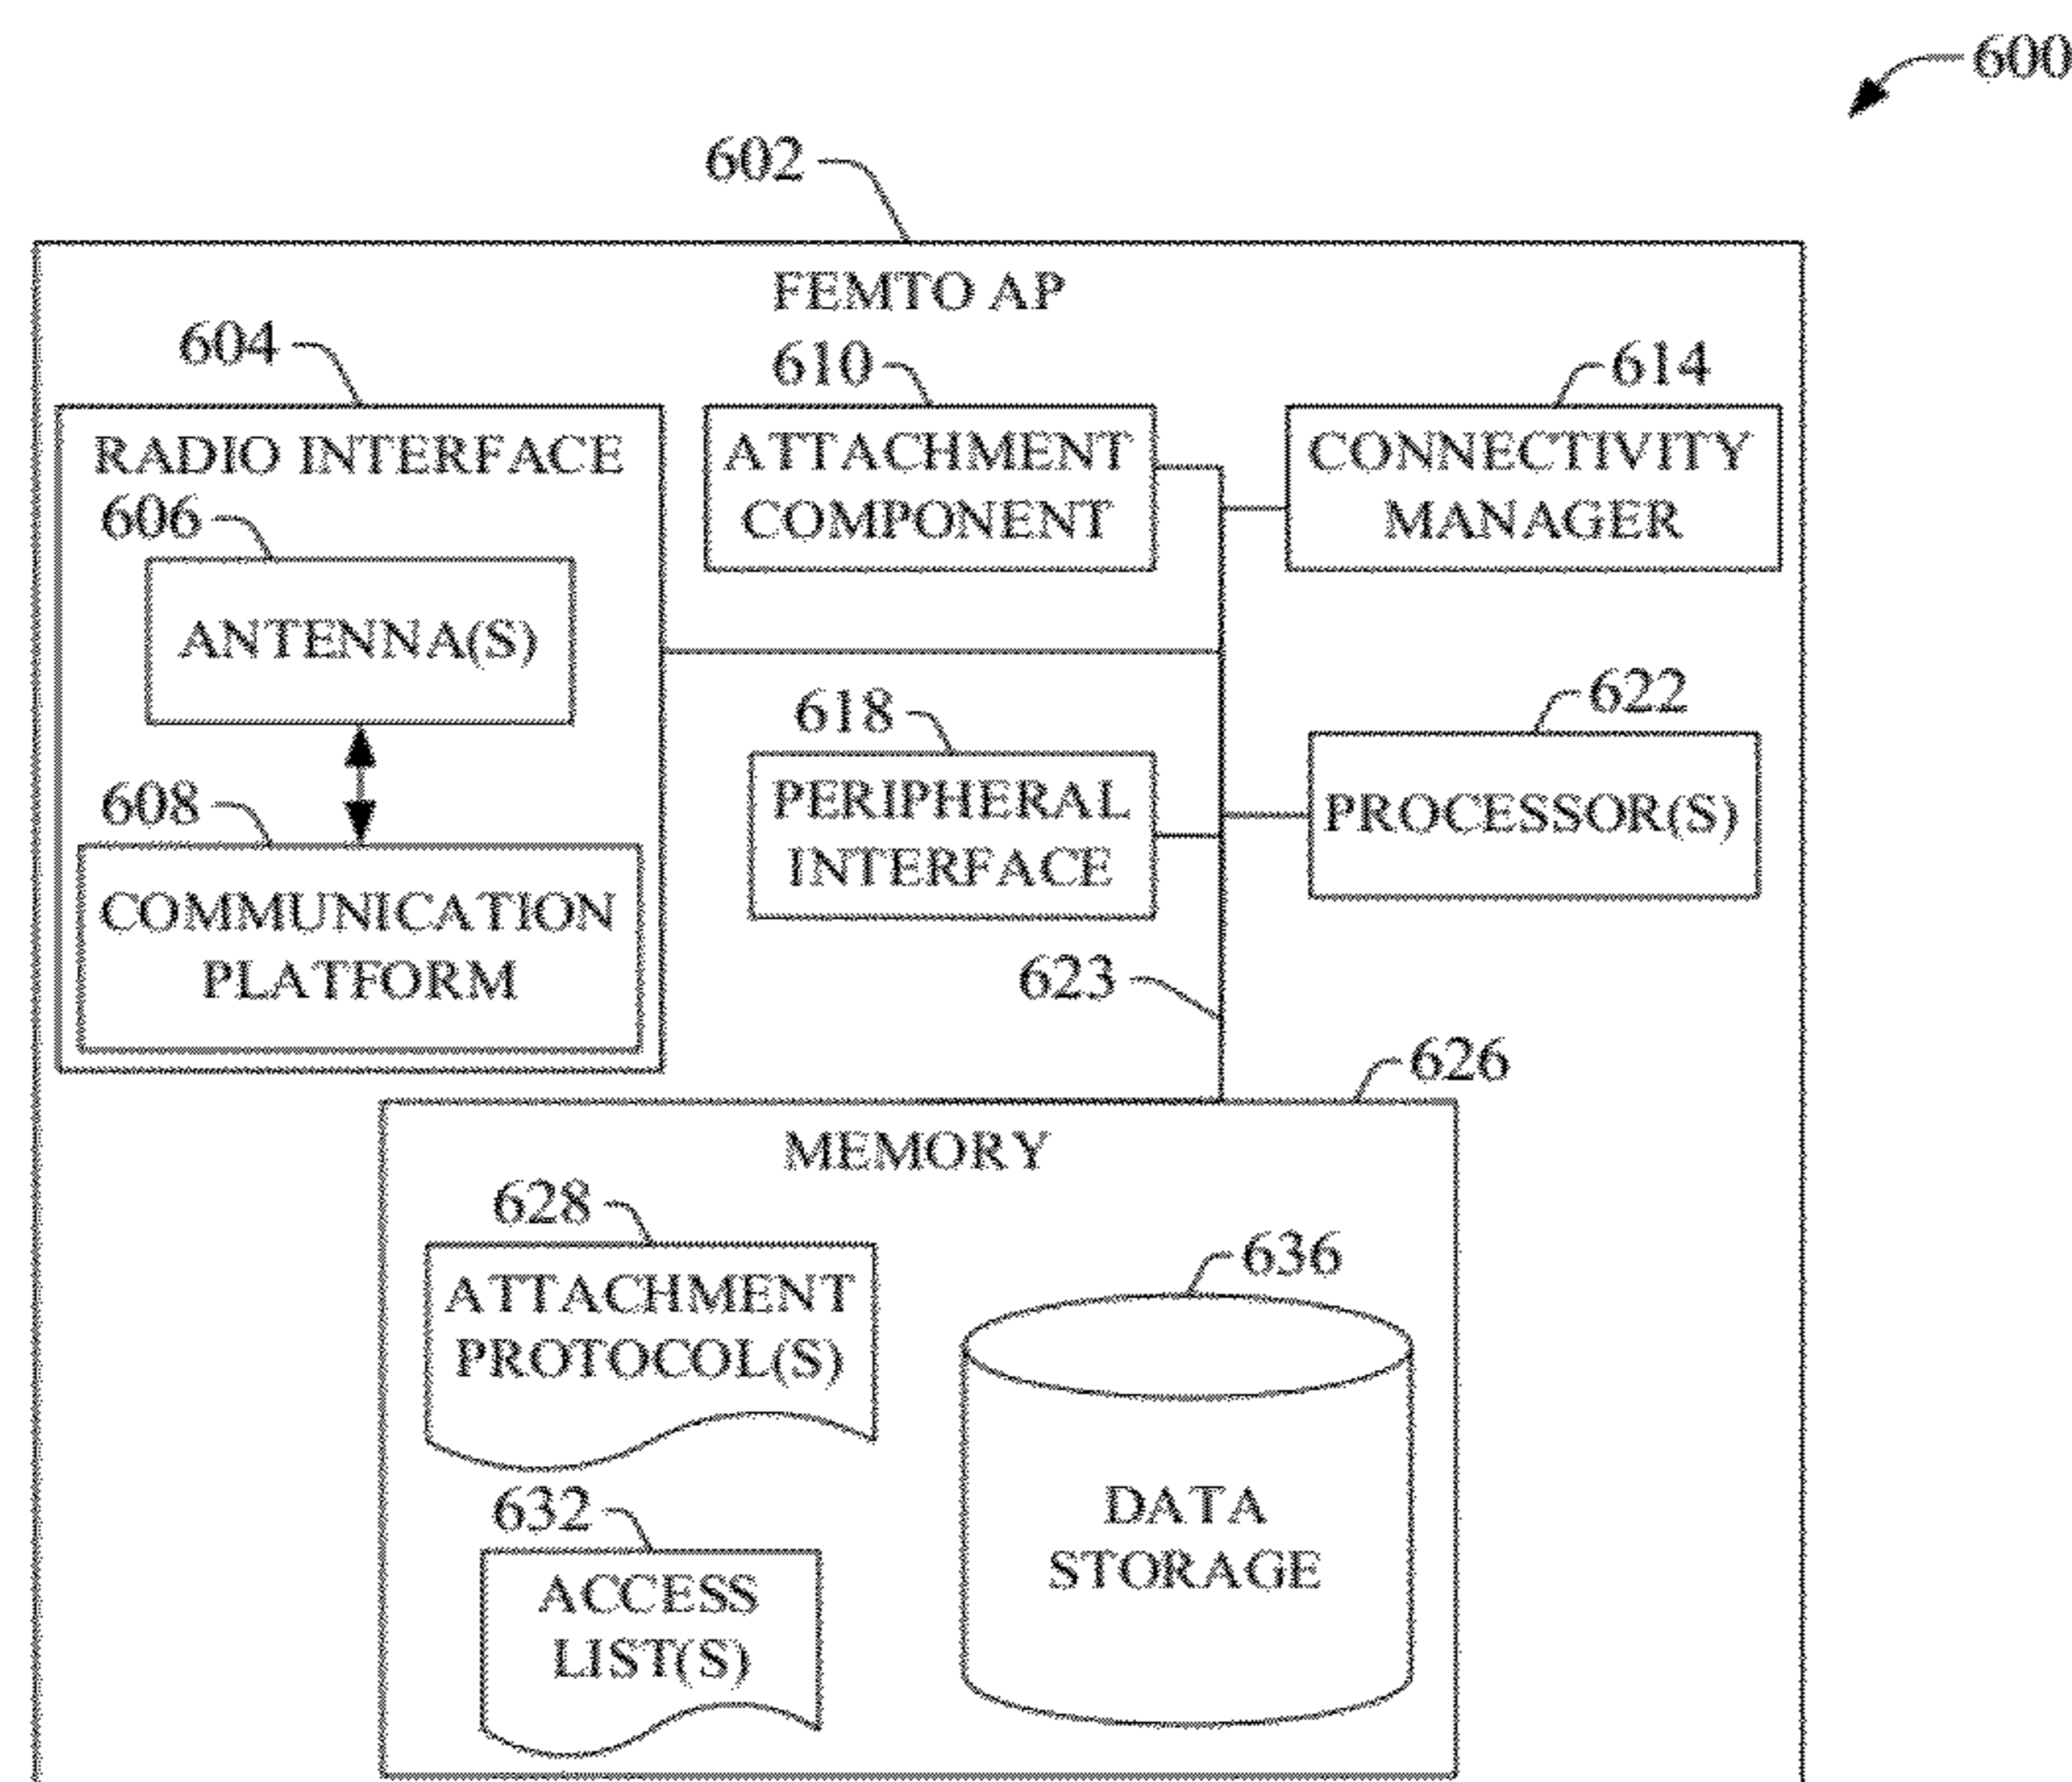 600
602
FEMTO AP
604
RADIO INTERFACE
606
ANTENNA(S)
608
COMMUNICATION
PLATFORM
610
ATTACHMENT
COMPONENT
614
CONNECTIVITY
MANAGER
618
PERIPHERAL
INTERFACE
622
PROCESSOR(S)
623
626
MEMORY
628
ATTACHMENT
PROTOCOL(S)
632
ACCESS
LIST(S)
636
DATA
STORAGE